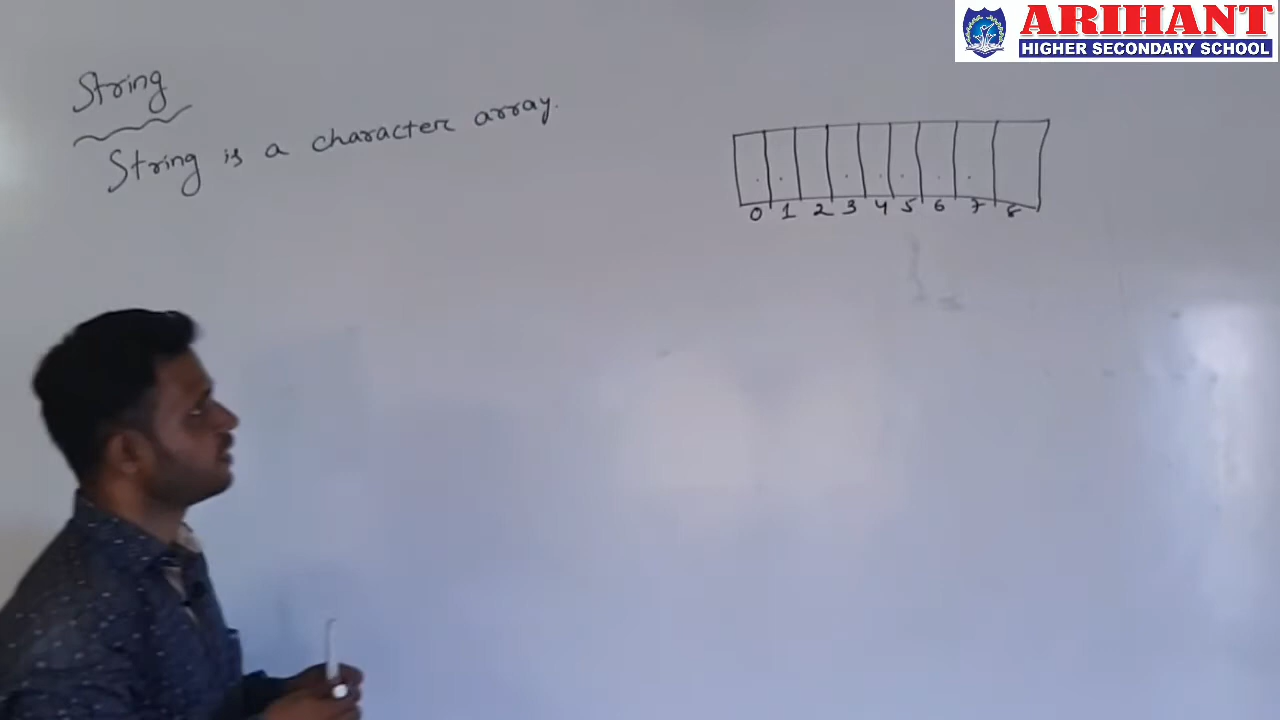 ARIHANT
HIGHER SECONDARY SCHOOL
String
String is a character array.
0 1 2 3 4 5 6 7 8